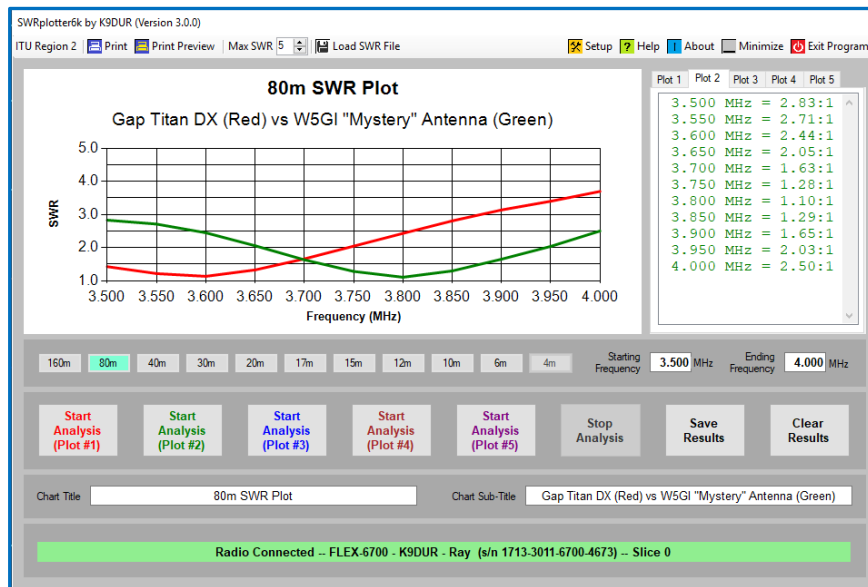 SWRplotter6k by K9DUR (Version 3.0.0)
ITU Region 2 Print Print Preview Max SWR 5 Load SWR File Setup Help About Minimize Exit Program
80m SWR Plot
Gap Titan DX (Red) vs W5GI "Mystery" Antenna (Green)
5.0
4.0
3.0
2.0
1.0
SWR
3.500 3.550 3.600 3.650 3.700 3.750 3.800 3.850 3.900 3.950 4.000
Frequency (MHz)
Plot 1 Plot 2 Plot 3 Plot 4 Plot 5
3.500 MHz = 2.83:1
3.550 MHz = 2.71:1
3.600 MHz = 2.44:1
3.650 MHz = 2.05:1
3.700 MHz = 1.63:1
3.750 MHz = 1.28:1
3.800 MHz = 1.10:1
3.850 MHz = 1.29:1
3.900 MHz = 1.65:1
3.950 MHz = 2.03:1
4.000 MHz = 2.50:1
160m 80m 40m 30m 20m 17m 15m 12m 10m 6m 4m
Starting Frequency 3.500 MHz
Ending Frequency 4.000 MHz
Start Analysis (Plot #1)
Start Analysis (Plot #2)
Start Analysis (Plot #3)
Start Analysis (Plot #4)
Start Analysis (Plot #5)
Stop Analysis
Save Results
Clear Results
Chart Title 80m SWR Plot
Chart Sub-Title Gap Titan DX (Red) vs W5GI "Mystery" Antenna (Green)
Radio Connected -- FLEX-6700 - K9DUR - Ray (s/n 1713-3011-6700-4673) -- Slice 0